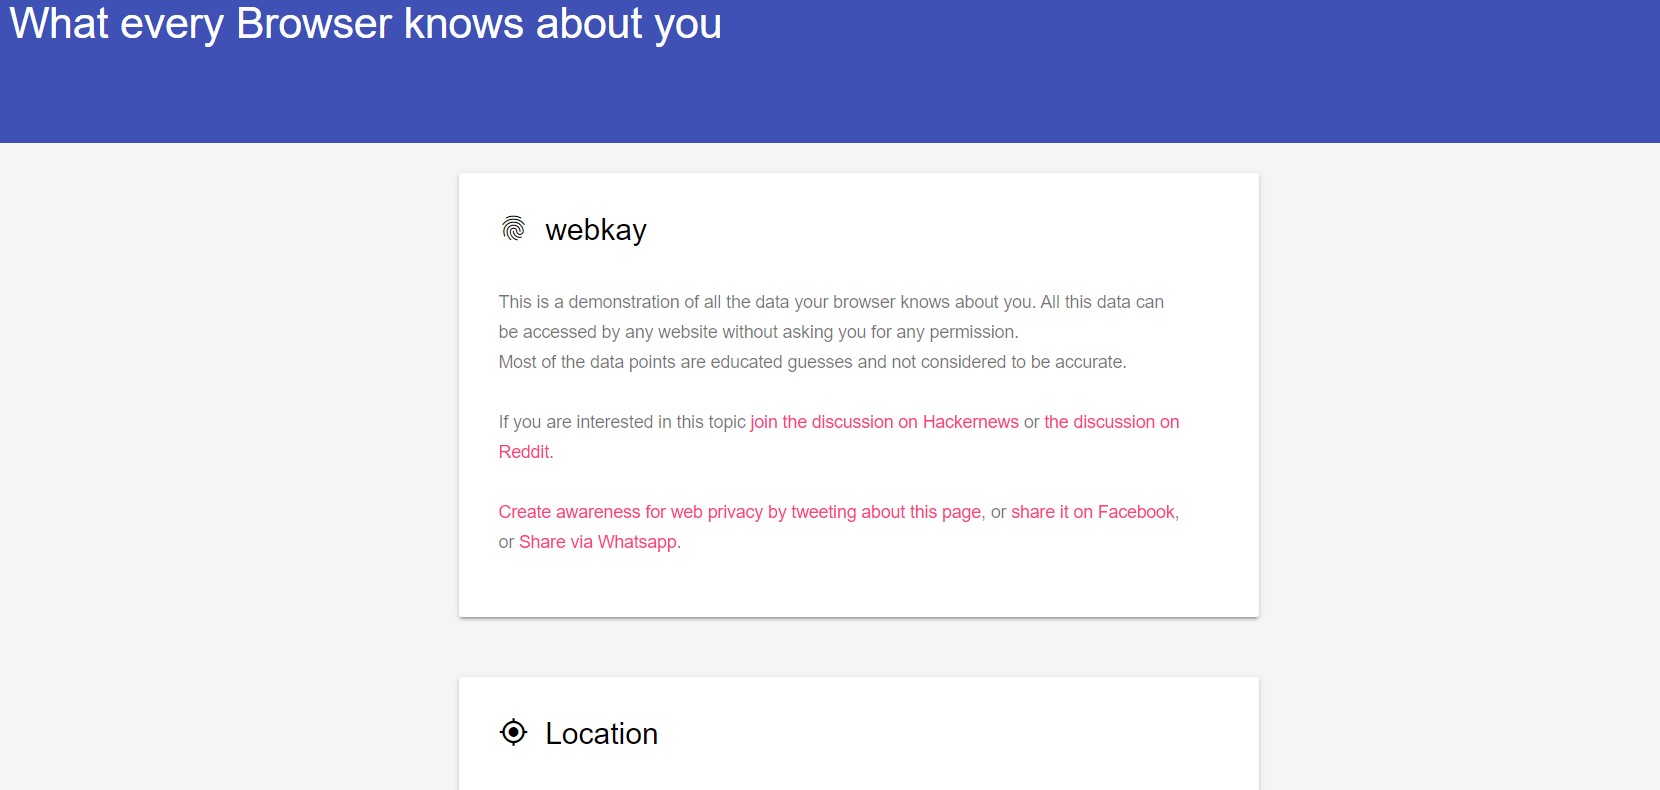 What every Browser knows about you
webkay
This is a demonstration of all the data your browser knows about you. All this data can
be accessed by any website without asking you for any permission.
Most of the data points are educated guesses and not considered to be accurate.
If you are interested in this topic join the discussion on Hackernews or the discussion on
Reddit.
Create awareness for web privacy by tweeting about this page, or share it on Facebook,
or Share via Whatsapp.
Location